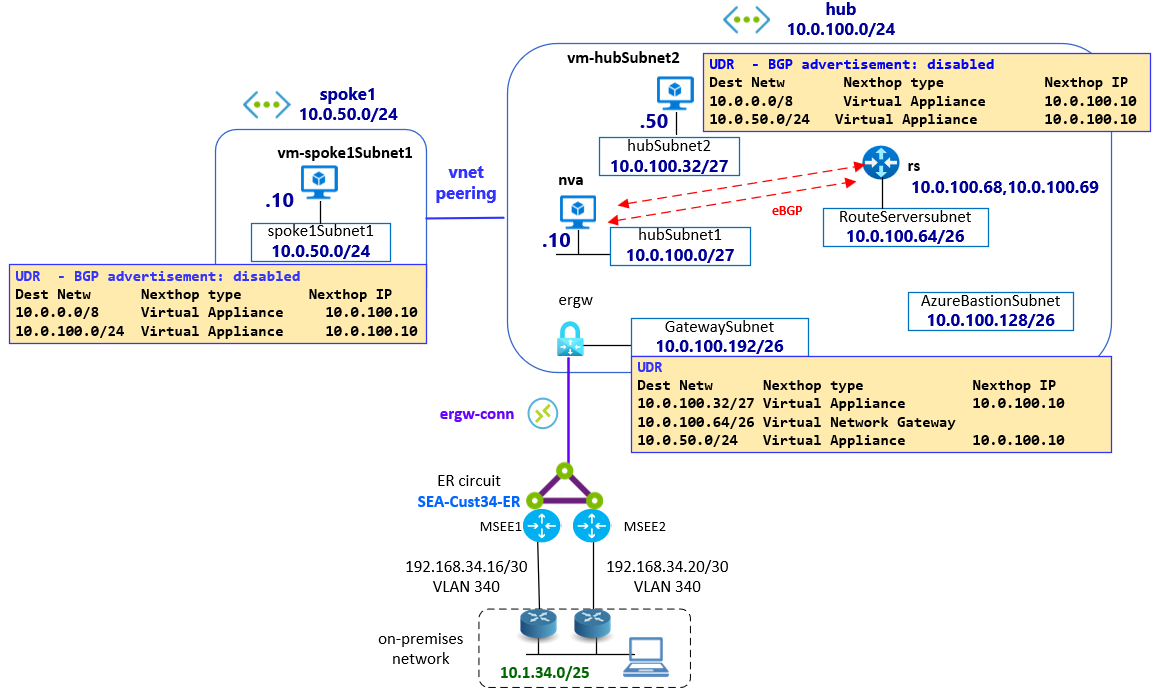 hub
10.0.100.0/24
vm-hubSubnet2
UDR - BGP advertisement: disabled
Dest Netw Nexthop type Nexthop IP
10.0.0.0/8 Virtual Appliance 10.0.100.10
10.0.50.0/24 Virtual Appliance 10.0.100.10
.50
hubSubnet2
10.0.100.32/27
spoke1
10.0.50.0/24
vm-spoke1Subnet1
.10
spoke1Subnet1
10.0.50.0/24
UDR - BGP advertisement: disabled
Dest Netw Nexthop type Nexthop IP
10.0.0.0/8 Virtual Appliance 10.0.100.10
10.0.100.0/24 Virtual Appliance 10.0.100.10
vnet
peering
nva
.10
hubSubnet1
10.0.100.0/27
eBGP
rs
10.0.100.68,10.0.100.69
RouteServersubnet
10.0.100.64/26
AzureBastionSubnet
10.0.100.128/26
ergw
GatewaySubnet
10.0.100.192/26
UDR
Dest Netw Nexthop type Nexthop IP
10.0.100.32/27 Virtual Appliance 10.0.100.10
10.0.100.64/26 Virtual Network Gateway
10.0.50.0/24 Virtual Appliance 10.0.100.10
ergw-conn
ER circuit
SEA-Cust34-ER
MSEE1
MSEE2
192.168.34.16/30
VLAN 340
192.168.34.20/30
VLAN 340
on-premises
network
10.1.34.0/25